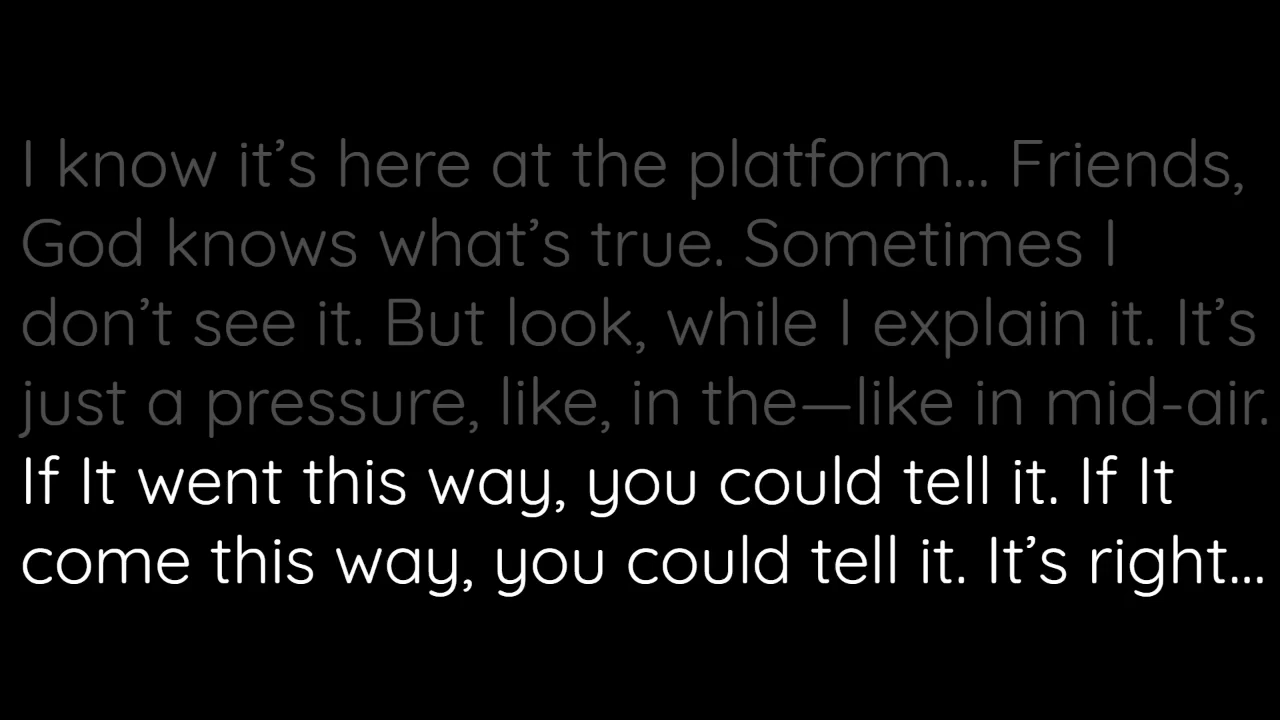 I know it’s here at the platform... Friends,
God knows what’s true. Sometimes I
don’t see it. But look, while I explain it. It’s
just a pressure, like, in the—like in mid-air.
If It went this way, you could tell it. If It
come this way, you could tell it. It’s right...